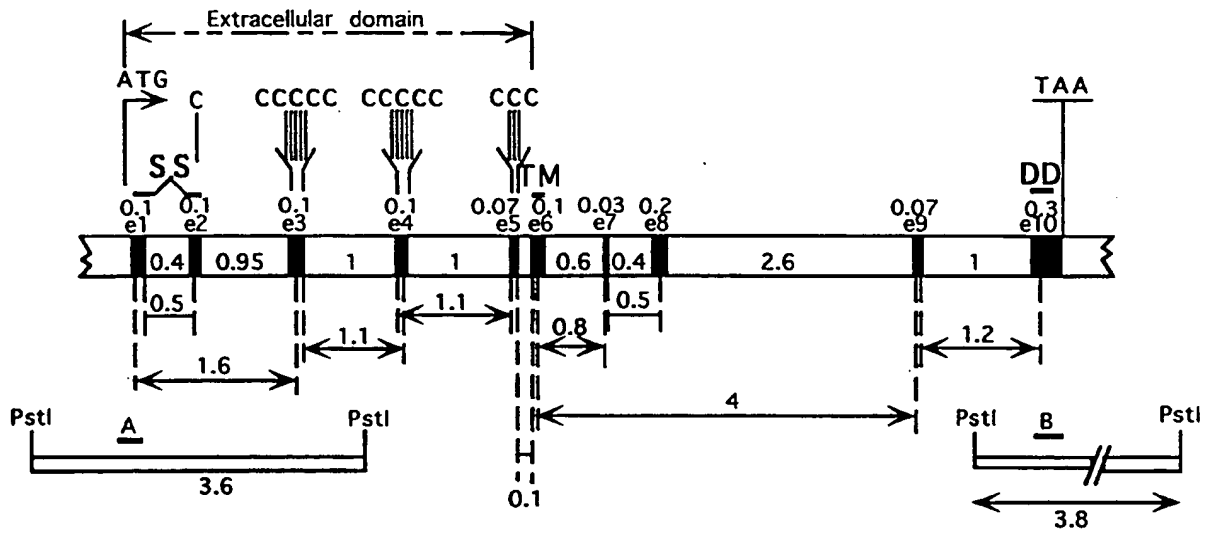 Extracellular domain
ATG
C CCCCC CCCCC CCC
TAA
SS
TM
DD
0.1 0.1 0.1 0.1 0.07 0.1 0.03 0.2 0.07 0.3
e1 e2 e3 e4 e5 e6 e7 e8 e9 e10
0.4 0.95 1 1 0.6 0.4 2.6 1
0.5 1.1 1.1 0.8 0.5 1.2
1.6 4
PstI A PstI PstI B PstI
3.6 0.1 3.8